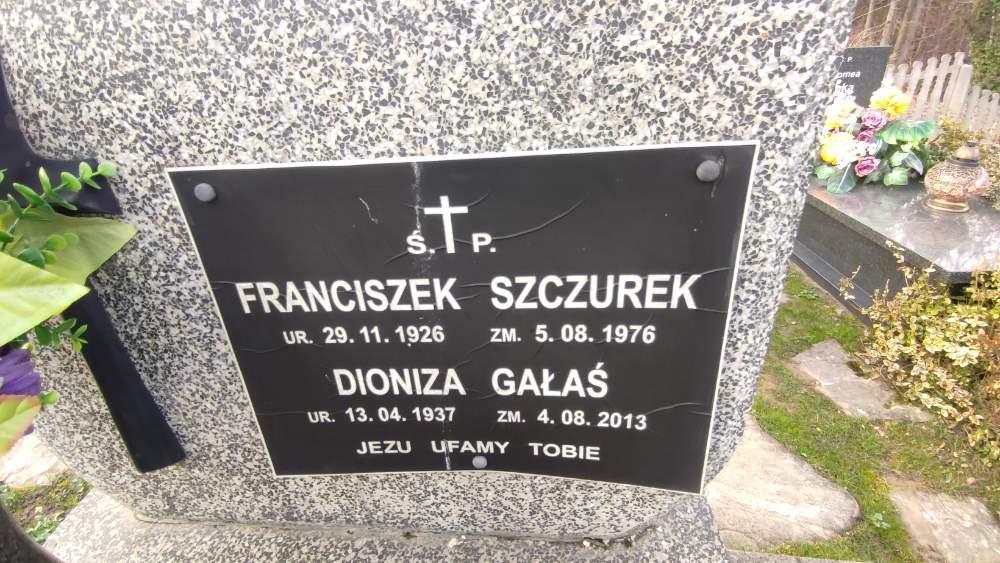 Ś. P.
FRANCISZEK SZCZUREK
UR. 29. 11. 1926 ZM. 5. 08. 1976
DIONIZA GAŁAŚ
UR. 13. 04. 1937 ZM. 4. 08. 2013
JEZU UFAMY TOBIE